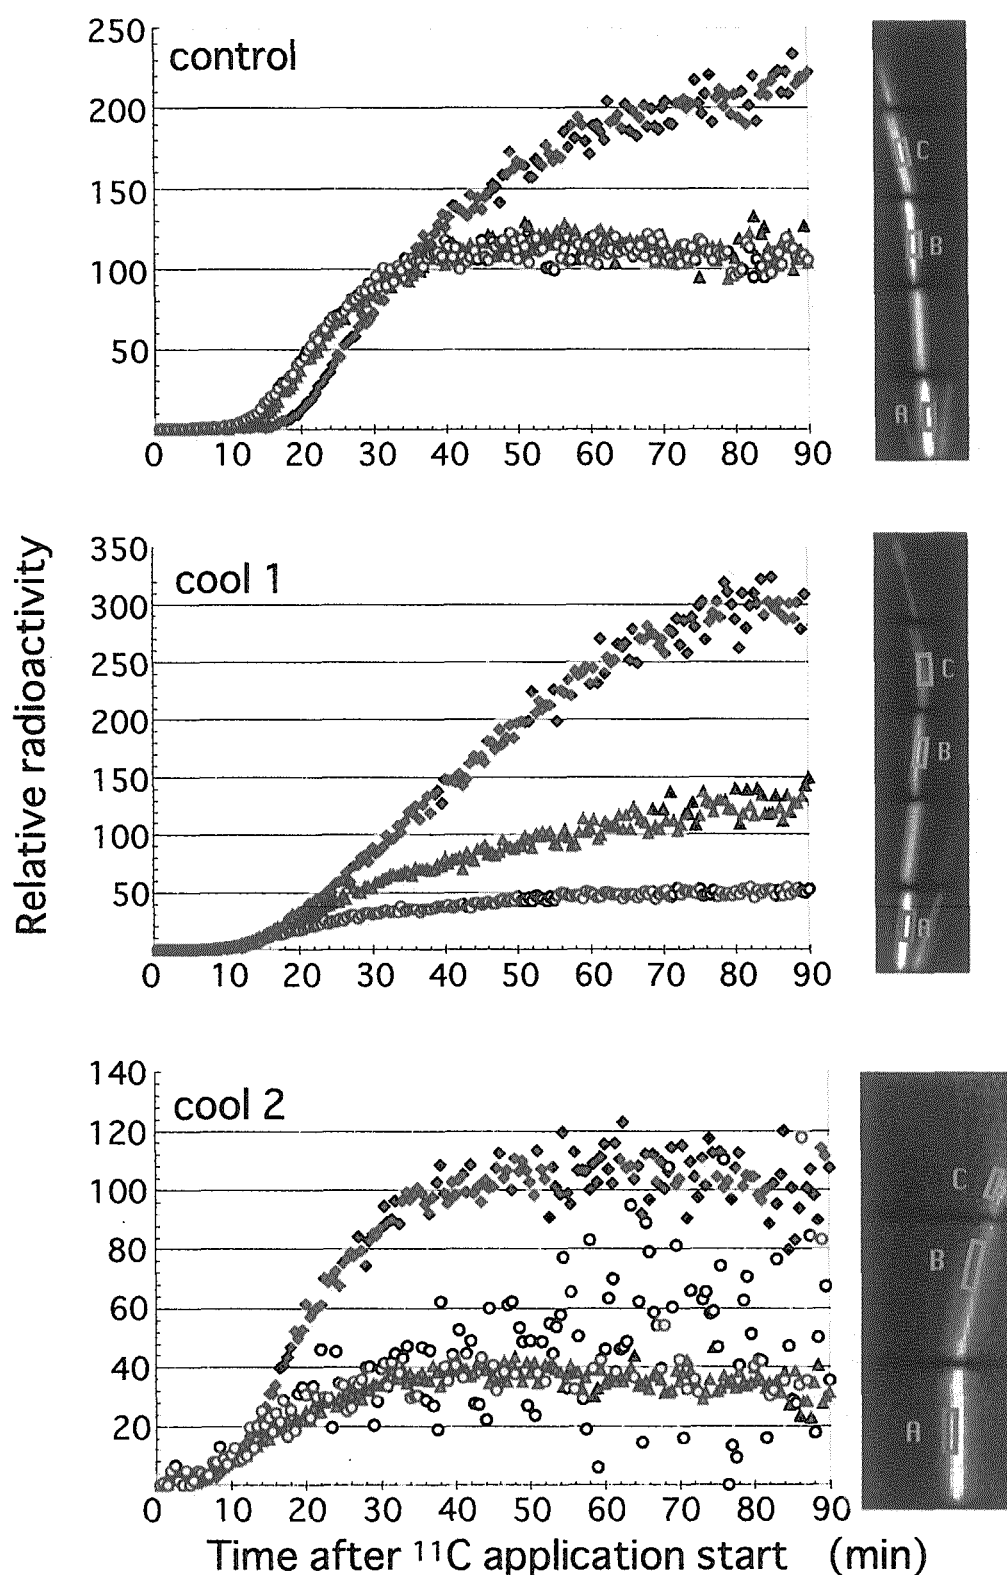 control
250
200
150
100
50
0 10 20 30 40 50 60 70 80 90
C
B
A
Relative radioactivity
cool 1
350
300
250
200
150
100
50
0 10 20 30 40 50 60 70 80 90
C
B
A
cool 2
140
120
100
80
60
40
20
0 10 20 30 40 50 60 70 80 90
C
B
A
Time after ¹¹C application start (min)